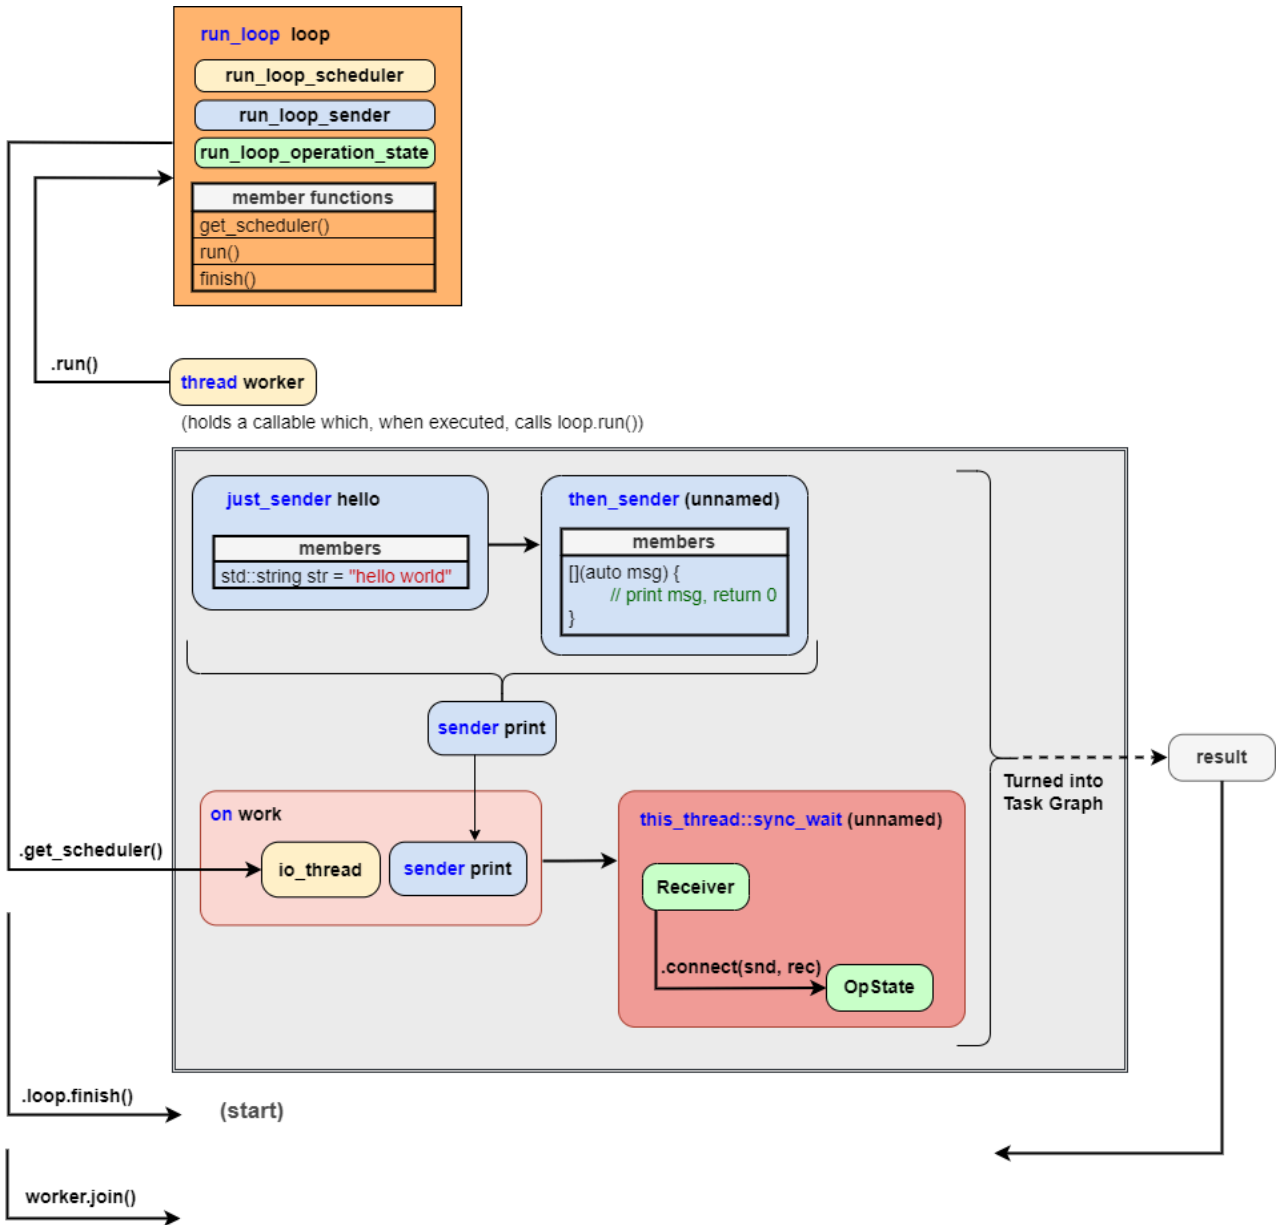 run_loop loop
run_loop_scheduler
run_loop_sender
run_loop_operation_state
member functions
get_scheduler()
run()
finish()
.run()
thread worker
(holds a callable which, when executed, calls loop.run())
just_sender hello
members
std::string str = "hello world"
then_sender (unnamed)
members
[](auto msg) {
// print msg, return 0
}
sender print
result
Turned into
Task Graph
on work
.get_scheduler()
io_thread
sender print
this_thread::sync_wait (unnamed)
Receiver
.connect(snd, rec)
OpState
.loop.finish()
(start)
worker.join()